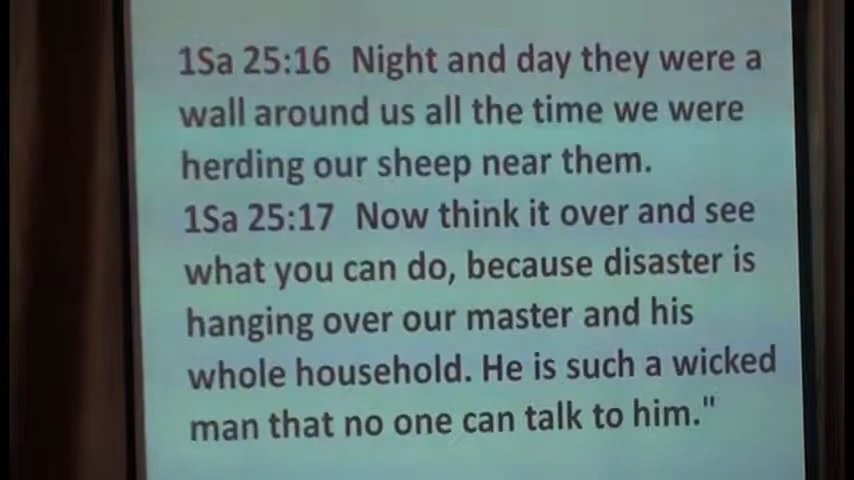 1Sa 25:16 Night and day they were a
wall around us all the time we were
herding our sheep near them.
1Sa 25:17 Now think it over and see
what you can do, because disaster is
hanging over our master and his
whole household. He is such a wicked
man that no one can talk to him."